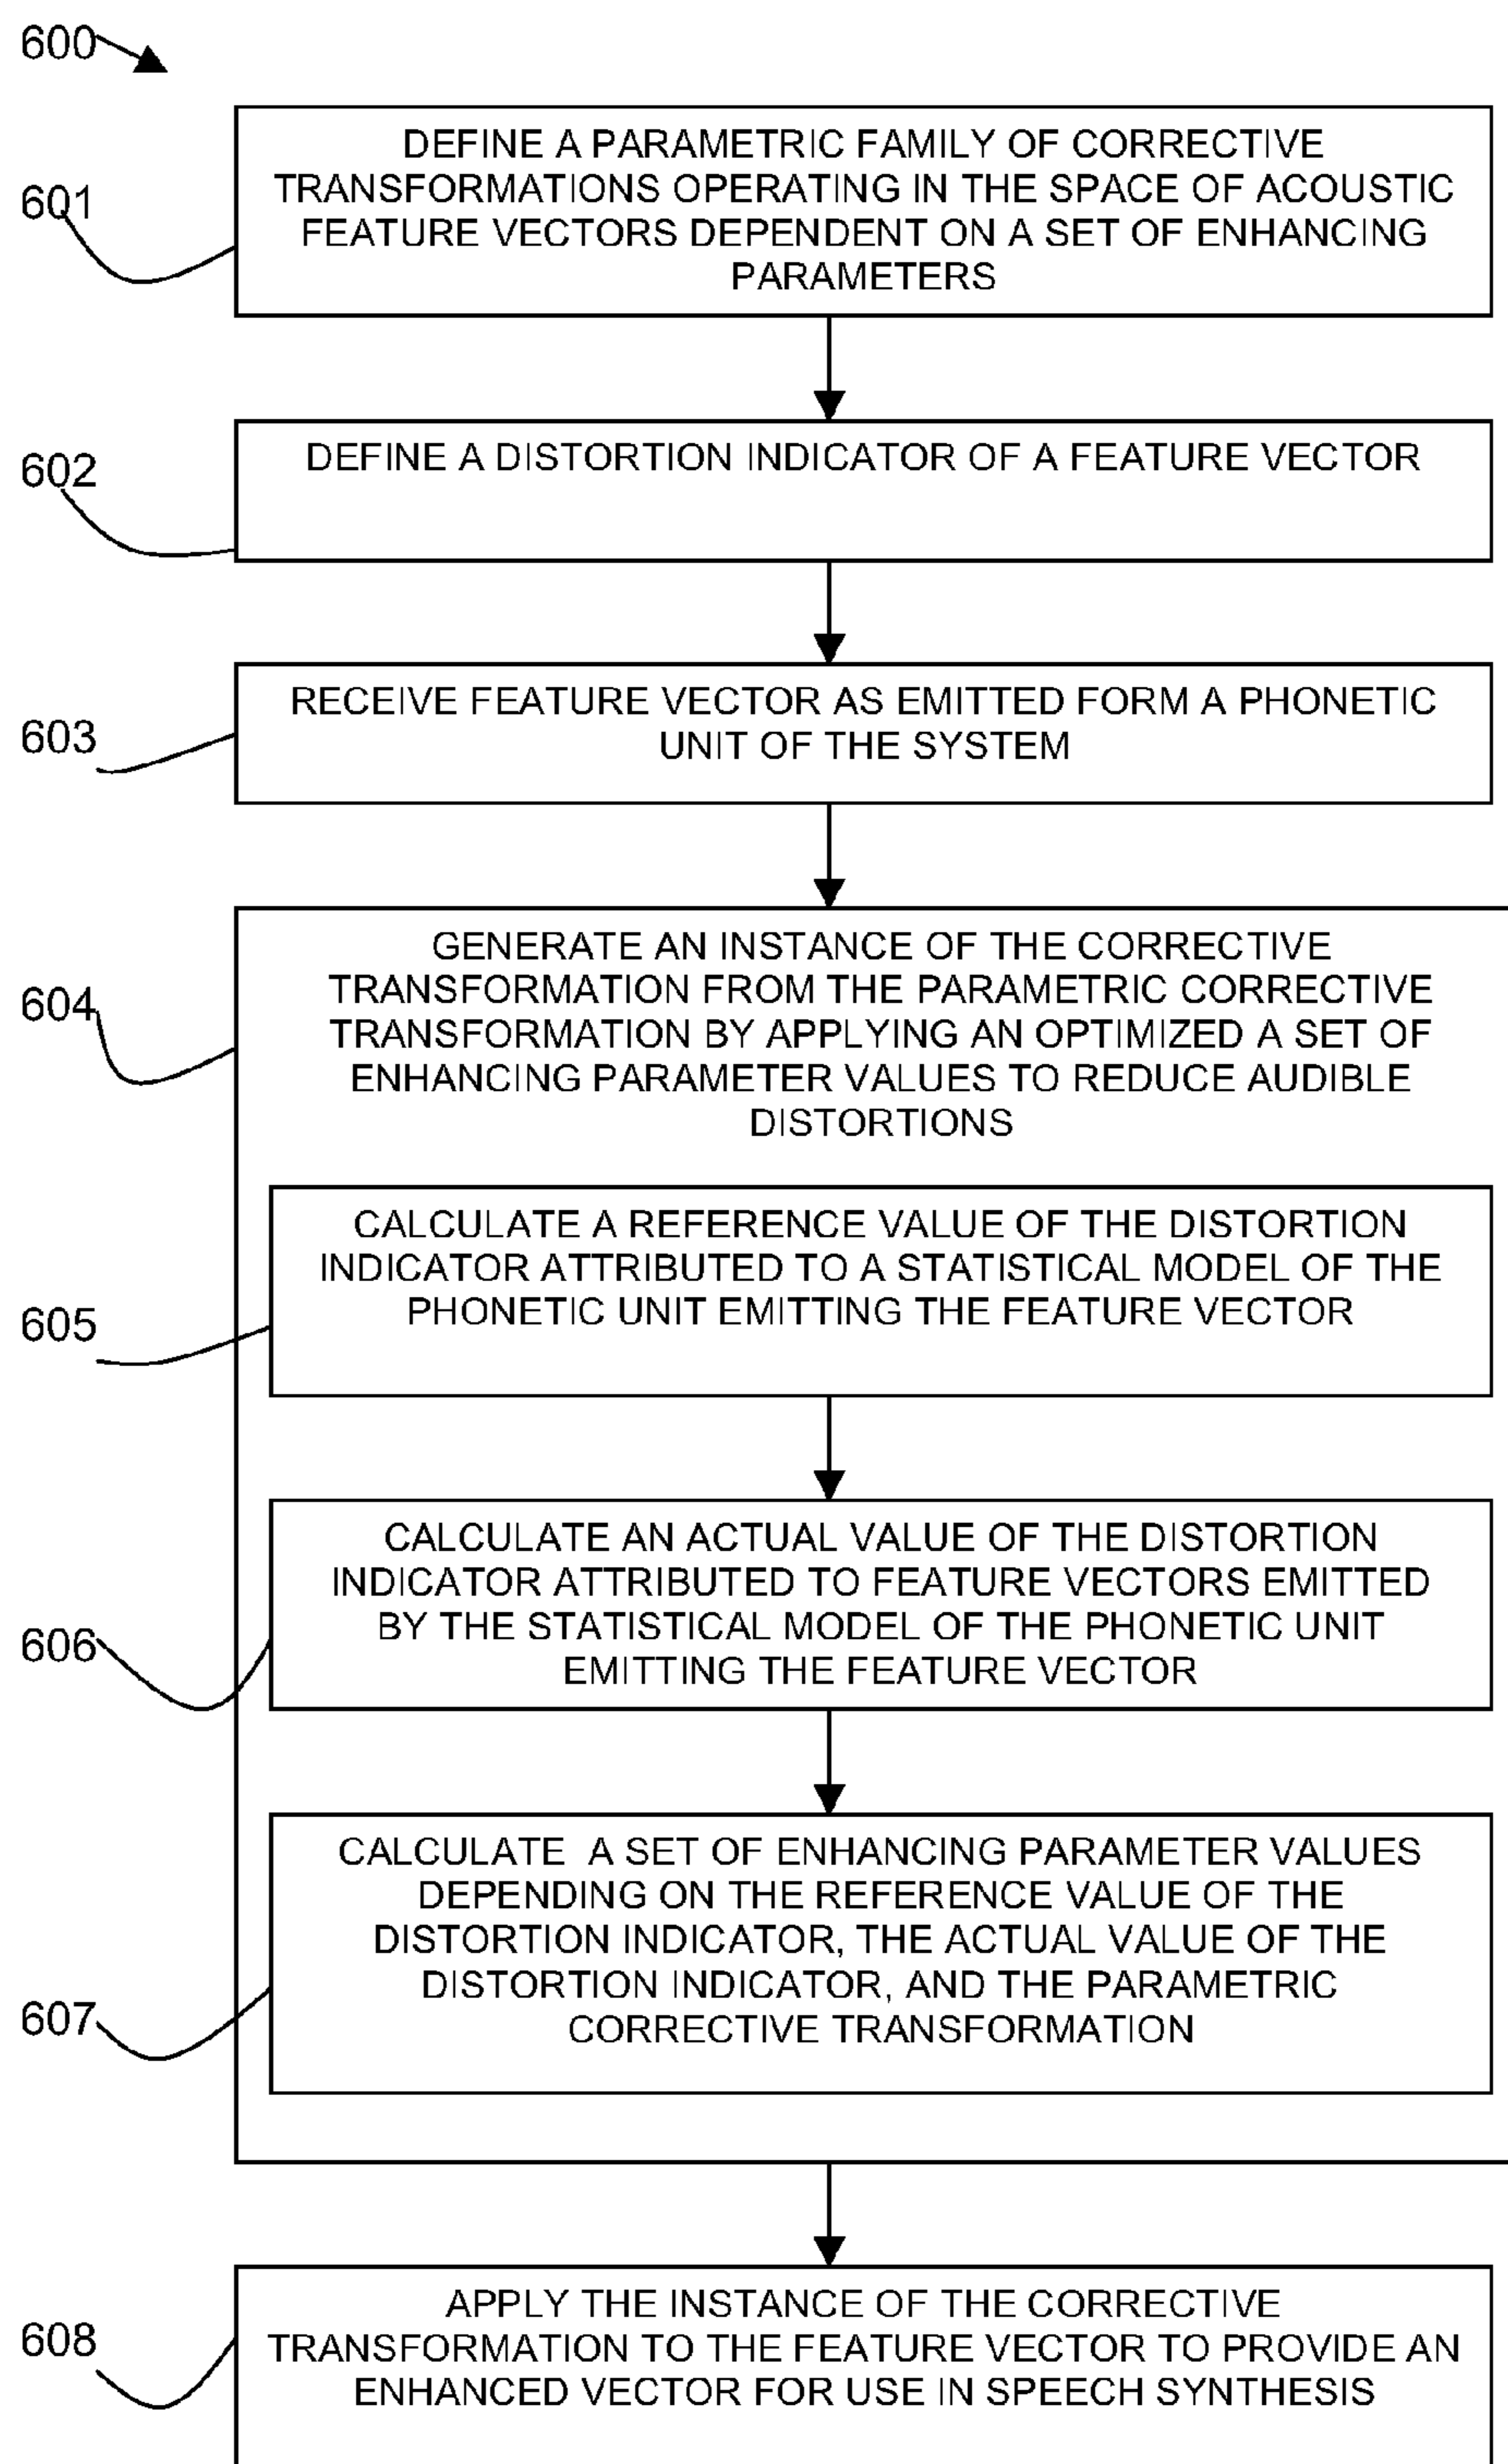 600
DEFINE A PARAMETRIC FAMILY OF CORRECTIVE
TRANSFORMATIONS OPERATING IN THE SPACE OF ACOUSTIC
FEATURE VECTORS DEPENDENT ON A SET OF ENHANCING
PARAMETERS
601
DEFINE A DISTORTION INDICATOR OF A FEATURE VECTOR
602
RECEIVE FEATURE VECTOR AS EMITTED FORM A PHONETIC
UNIT OF THE SYSTEM
603
GENERATE AN INSTANCE OF THE CORRECTIVE
TRANSFORMATION FROM THE PARAMETRIC CORRECTIVE
TRANSFORMATION BY APPLYING AN OPTIMIZED A SET OF
ENHANCING PARAMETER VALUES TO REDUCE AUDIBLE
DISTORTIONS
604
CALCULATE A REFERENCE VALUE OF THE DISTORTION
INDICATOR ATTRIBUTED TO A STATISTICAL MODEL OF THE
PHONETIC UNIT EMITTING THE FEATURE VECTOR
605
CALCULATE AN ACTUAL VALUE OF THE DISTORTION
INDICATOR ATTRIBUTED TO FEATURE VECTORS EMITTED
BY THE STATISTICAL MODEL OF THE PHONETIC UNIT
EMITTING THE FEATURE VECTOR
606
CALCULATE A SET OF ENHANCING PARAMETER VALUES
DEPENDING ON THE REFERENCE VALUE OF THE
DISTORTION INDICATOR, THE ACTUAL VALUE OF THE
DISTORTION INDICATOR, AND THE PARAMETRIC
CORRECTIVE TRANSFORMATION
607
APPLY THE INSTANCE OF THE CORRECTIVE
TRANSFORMATION TO THE FEATURE VECTOR TO PROVIDE AN
ENHANCED VECTOR FOR USE IN SPEECH SYNTHESIS
608